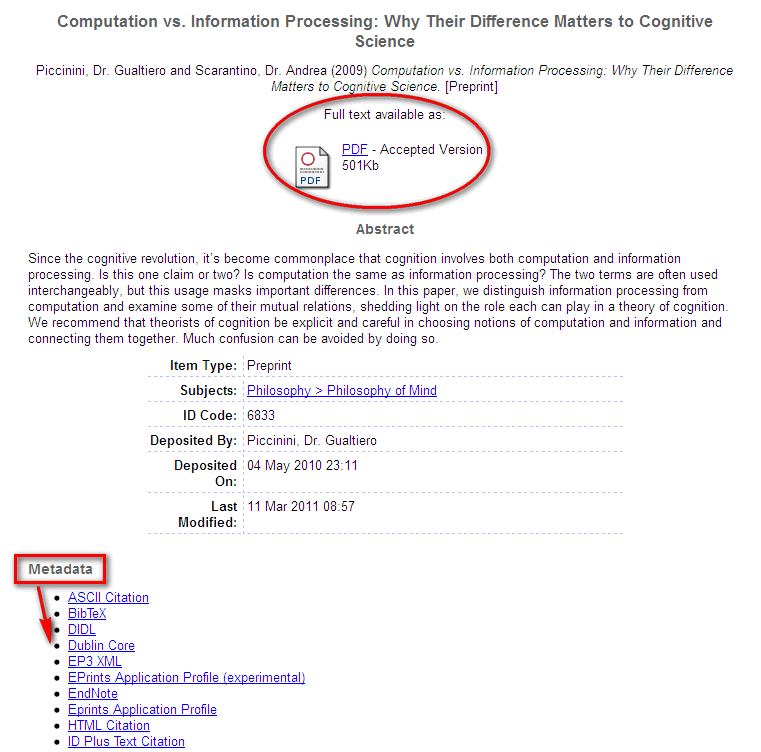 Computation vs. Information Processing: Why Their Difference Matters to Cognitive
Science
Piccinini, Dr. Gualtiero and Scarantino, Dr. Andrea (2009) Computation vs. Information Processing: Why Their Difference
Matters to Cognitive Science. [Preprint]
Full text available as:
PDF
PDF - Accepted Version
501Kb
Abstract
Since the cognitive revolution, it's become commonplace that cognition involves both computation and information
processing. Is this one claim or two? Is computation the same as information processing? The two terms are often used
interchangeably, but this usage masks important differences. In this paper, we distinguish information processing from
computation and examine some of their mutual relations, shedding light on the role each can play in a theory of cognition.
We recommend that theorists of cognition be explicit and careful in choosing notions of computation and information and
connecting them together. Much confusion can be avoided by doing so.
Item Type: Preprint
Subjects: Philosophy > Philosophy of Mind
ID Code: 6833
Deposited By: Piccinini, Dr. Gualtiero
Deposited On: 04 May 2010 23:11
Last Modified: 11 Mar 2011 08:57
Metadata
ASCII Citation
BibTeX
DIDL
Dublin Core
EP3 XML
EPrints Application Profile (experimental)
EndNote
Eprints Application Profile
HTML Citation
ID Plus Text Citation